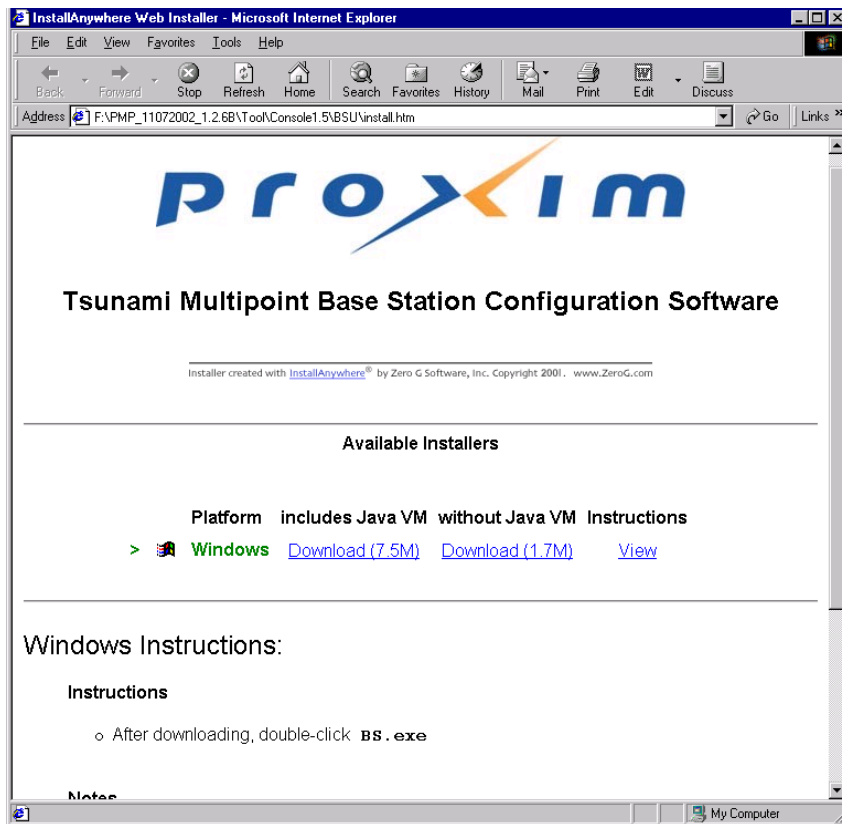 InstallAnywhere Web Installer - Microsoft Internet Explorer
File Edit View Favorites Tools Help
Back Forward Stop Refresh Home Search Favorites History Mail Print Edit Discuss
Address F:\PMP_11072002_1.2.6B\Tool\Console1.5\BSU\install.htm Go Links »
proxim
Tsunami Multipoint Base Station Configuration Software
Installer created with InstallAnywhere® by Zero G Software, Inc. Copyright 2001. www.ZeroG.com
Available Installers
Platform includes Java VM without Java VM Instructions
> Windows Download (7.5M) Download (1.7M) View
Windows Instructions:
Instructions
o After downloading, double-click BS.exe
Notes
My Computer